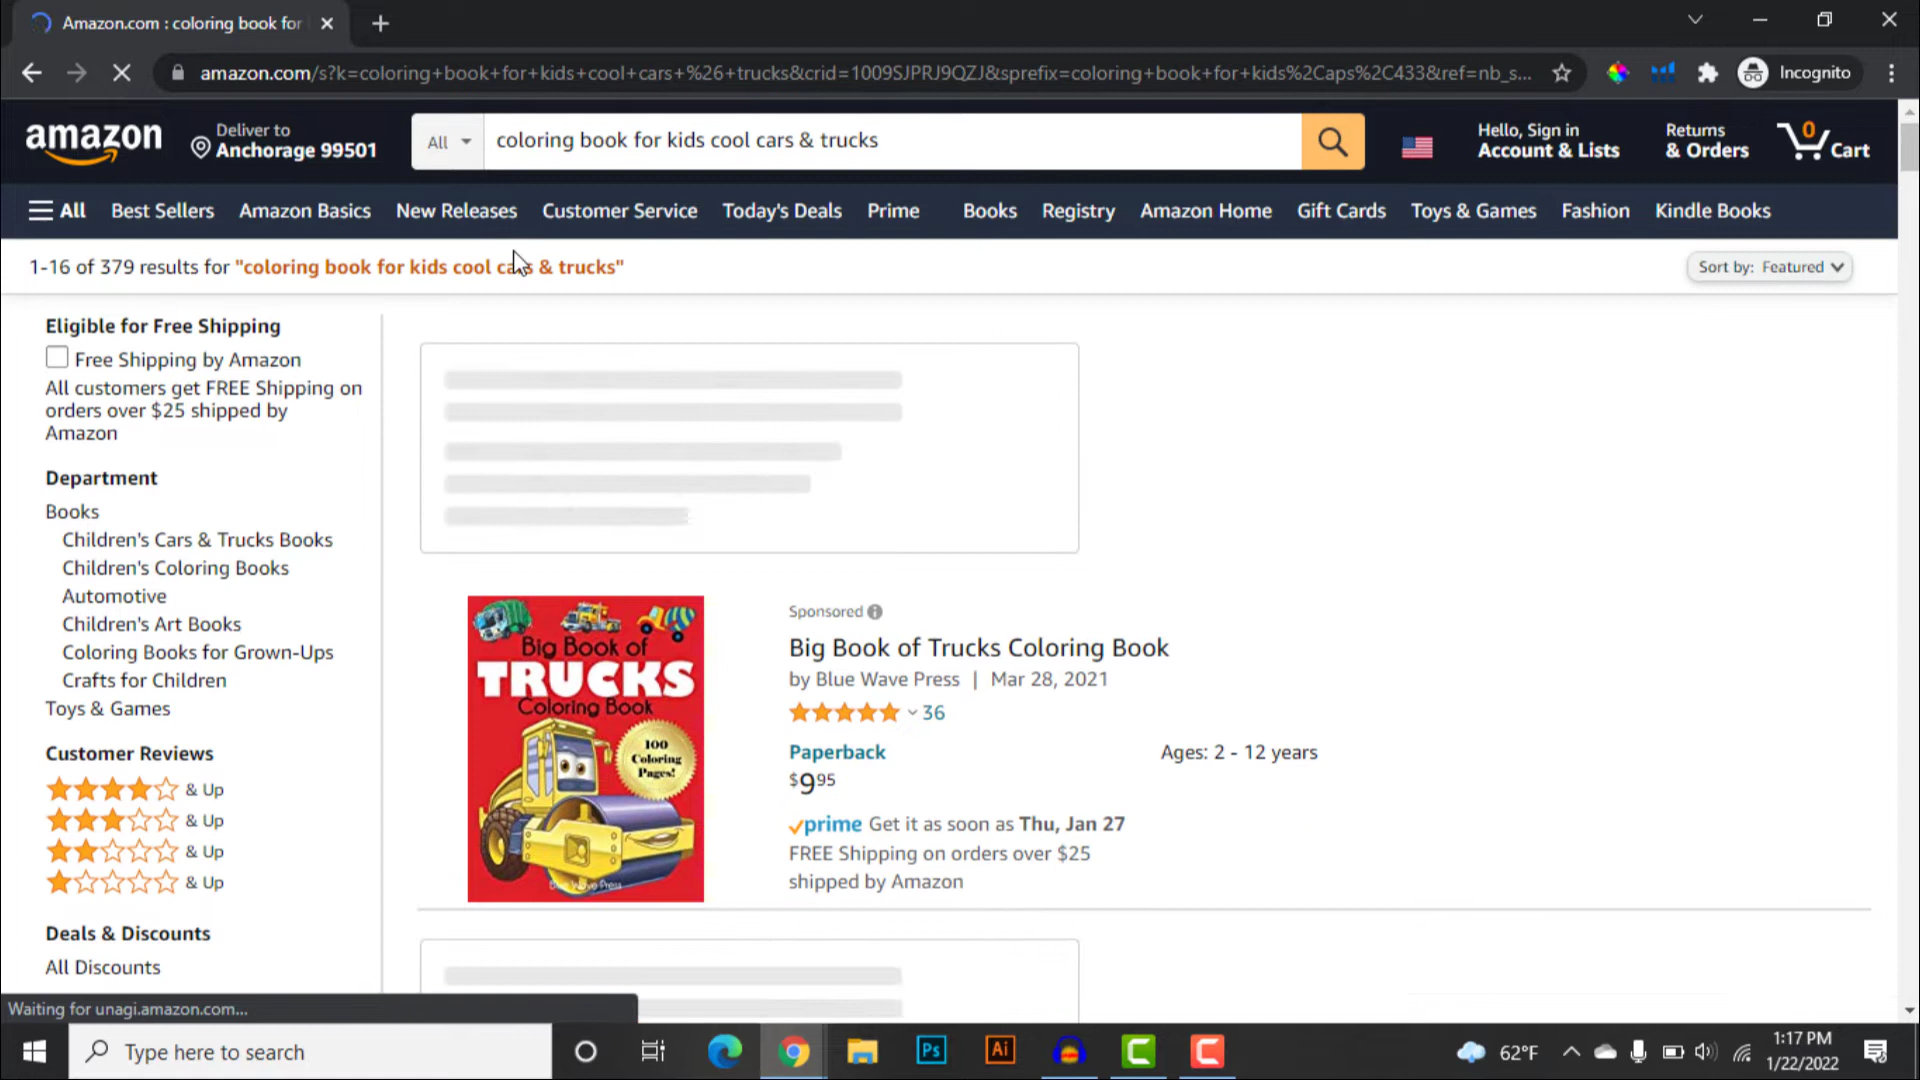 Amazon.com : coloring book for
amazon.com/s?k=coloring+book+for+kids+cool+cars+%26+trucks&crid=1009SJPRJ9QZJ&sprefix=coloring+book+for+kids%2Caps%2C433&ref=nb_s...
Incognito
amazon
Deliver to
Anchorage 99501
All
coloring book for kids cool cars & trucks
Hello, Sign in
Account & Lists
Returns
& Orders
0
Cart
All
Best Sellers
Amazon Basics
New Releases
Customer Service
Today's Deals
Prime
Books
Registry
Amazon Home
Gift Cards
Toys & Games
Fashion
Kindle Books
1-16 of 379 results for "coloring book for kids cool cars & trucks"
Sort by: Featured
Eligible for Free Shipping
Free Shipping by Amazon
All customers get FREE Shipping on
orders over $25 shipped by
Amazon
Department
Books
Children's Cars & Trucks Books
Children's Coloring Books
Automotive
Children's Art Books
Coloring Books for Grown-Ups
Crafts for Children
Toys & Games
Customer Reviews
& Up
& Up
& Up
& Up
Deals & Discounts
All Discounts
Big Book of
TRUCKS
Coloring Book
100
Coloring
Pages!
Blue Wave Press
Sponsored
Big Book of Trucks Coloring Book
by Blue Wave Press | Mar 28, 2021
36
Paperback
$9.95
Ages: 2 - 12 years
prime Get it as soon as Thu, Jan 27
FREE Shipping on orders over $25
shipped by Amazon
Waiting for unagi.amazon.com...
Type here to search
Ps
Ai
C
C
62°F
1:17 PM
1/22/2022